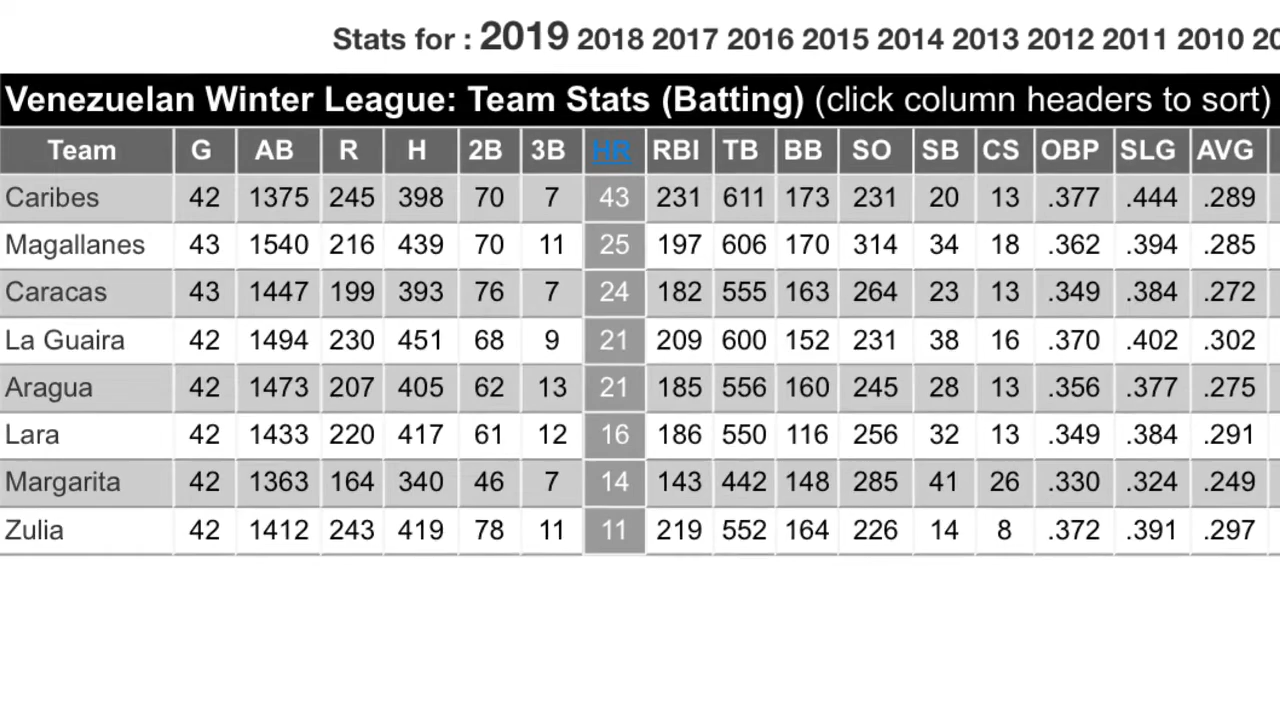 Stats for : 2019 2018 2017 2016 2015 2014 2013 2012 2011 2010
Venezuelan Winter League: Team Stats (Batting) (click column headers to sort)
Team G AB R H 2B 3B HR RBI TB BB SO SB CS OBP SLG AVG
Caribes 42 1375 245 398 70 7 43 231 611 173 231 20 13 .377 .444 .289
Magallanes 43 1540 216 439 70 11 25 197 606 170 314 34 18 .362 .394 .285
Caracas 43 1447 199 393 76 7 24 182 555 163 264 23 13 .349 .384 .272
La Guaira 42 1494 230 451 68 9 21 209 600 152 231 38 16 .370 .402 .302
Aragua 42 1473 207 405 62 13 21 185 556 160 245 28 13 .356 .377 .275
Lara 42 1433 220 417 61 12 16 186 550 116 256 32 13 .349 .384 .291
Margarita 42 1363 164 340 46 7 14 143 442 148 285 41 26 .330 .324 .249
Zulia 42 1412 243 419 78 11 11 219 552 164 226 14 8 .372 .391 .297